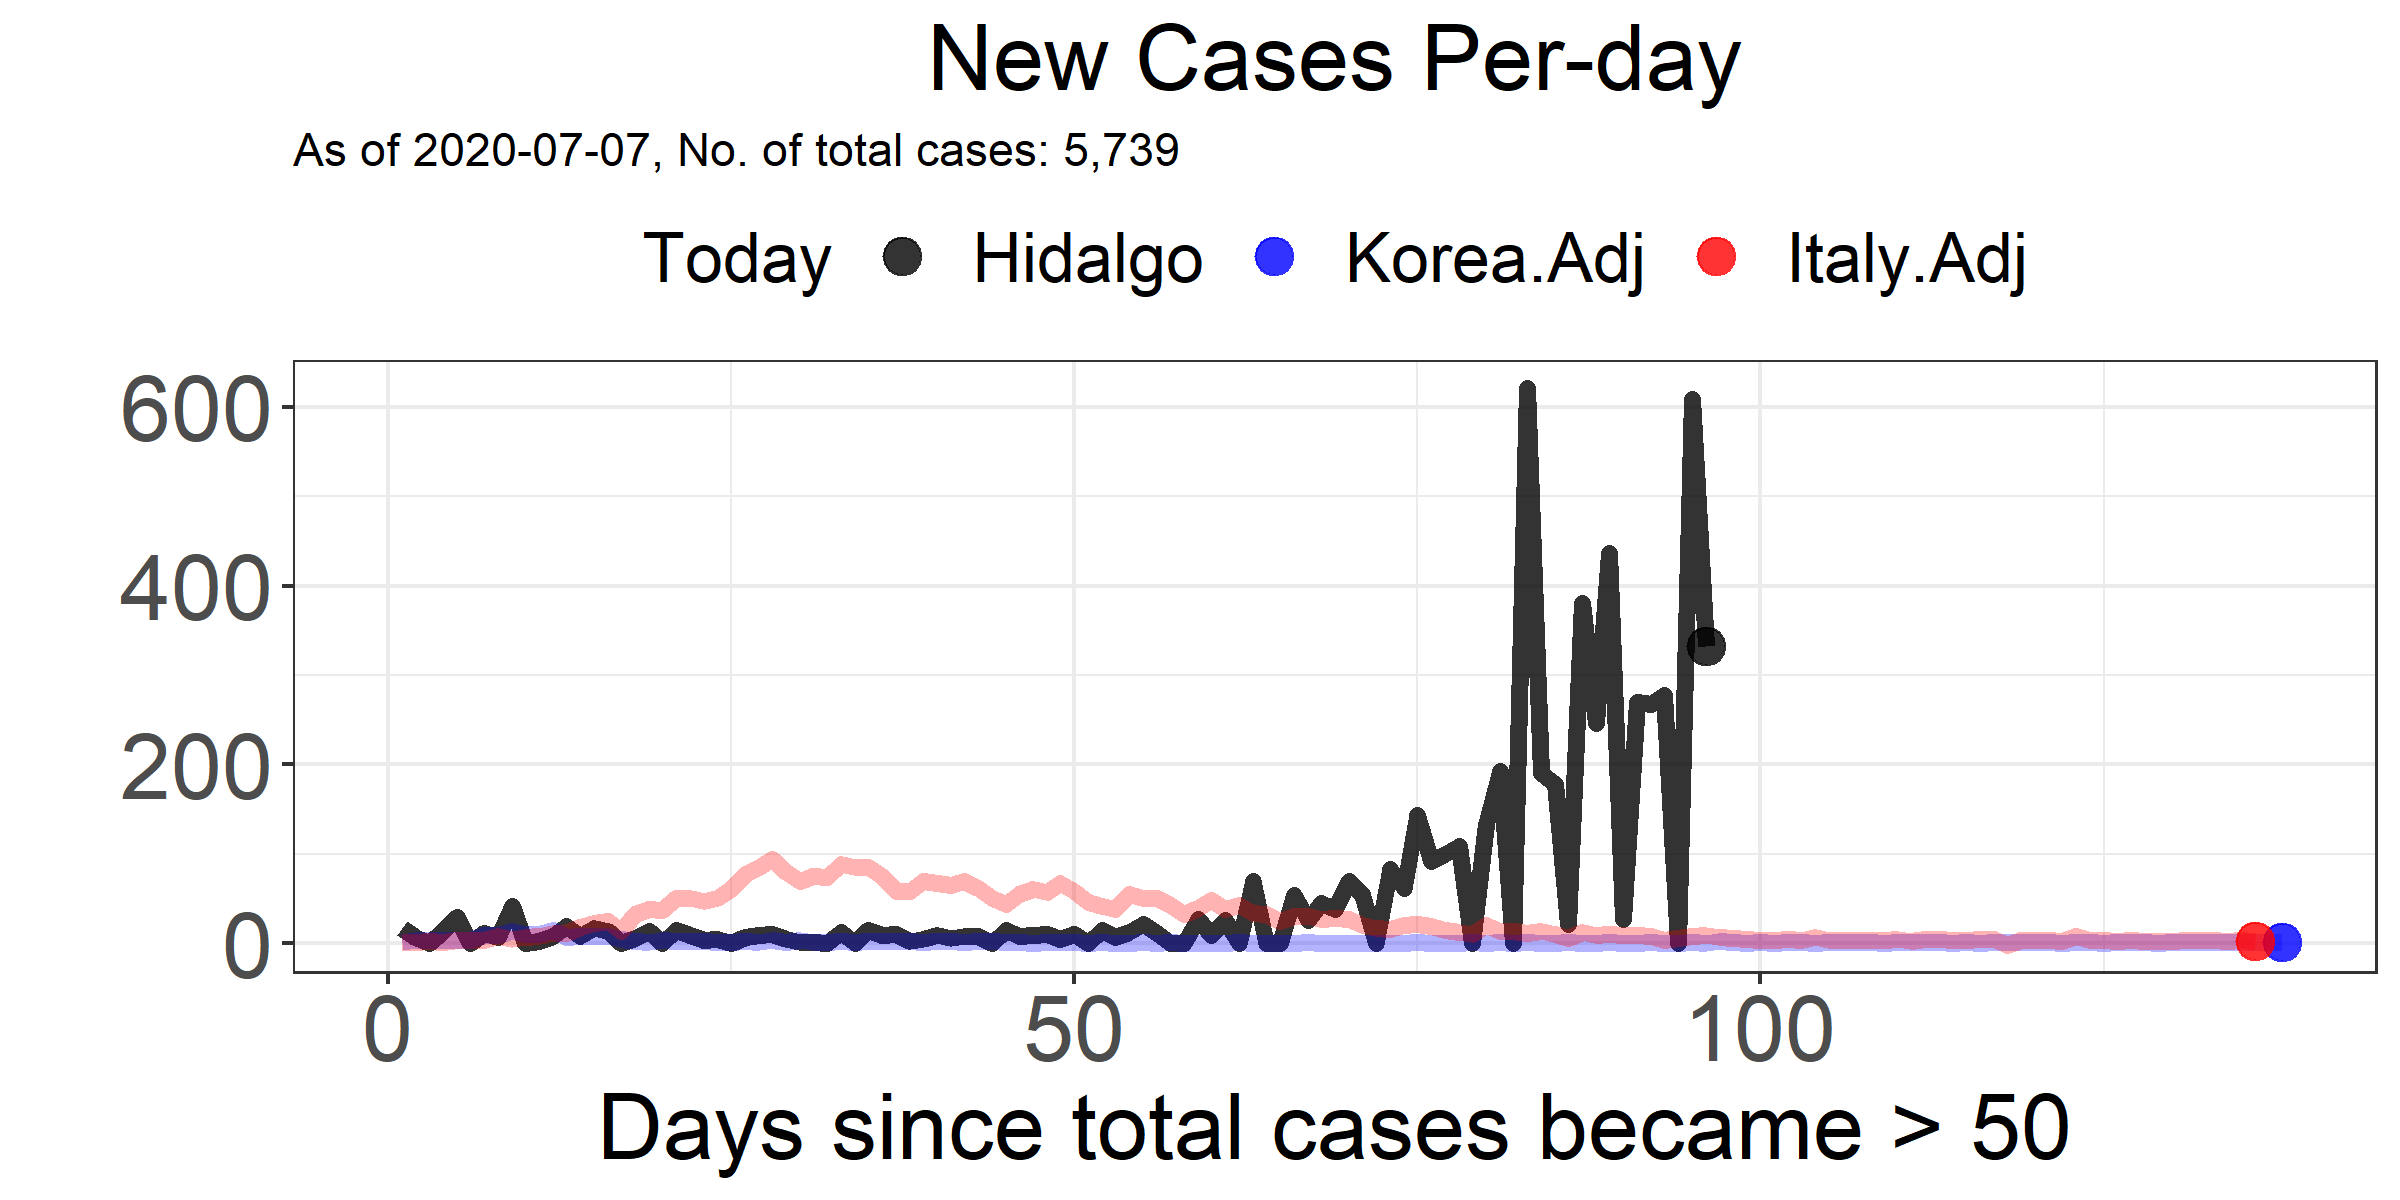 New Cases Per-day
As of 2020-07-07, No. of total cases: 5,739
Today Hidalgo Korea.Adj Italy.Adj
600
400
200
0
0 50 100
Days since total cases became > 50